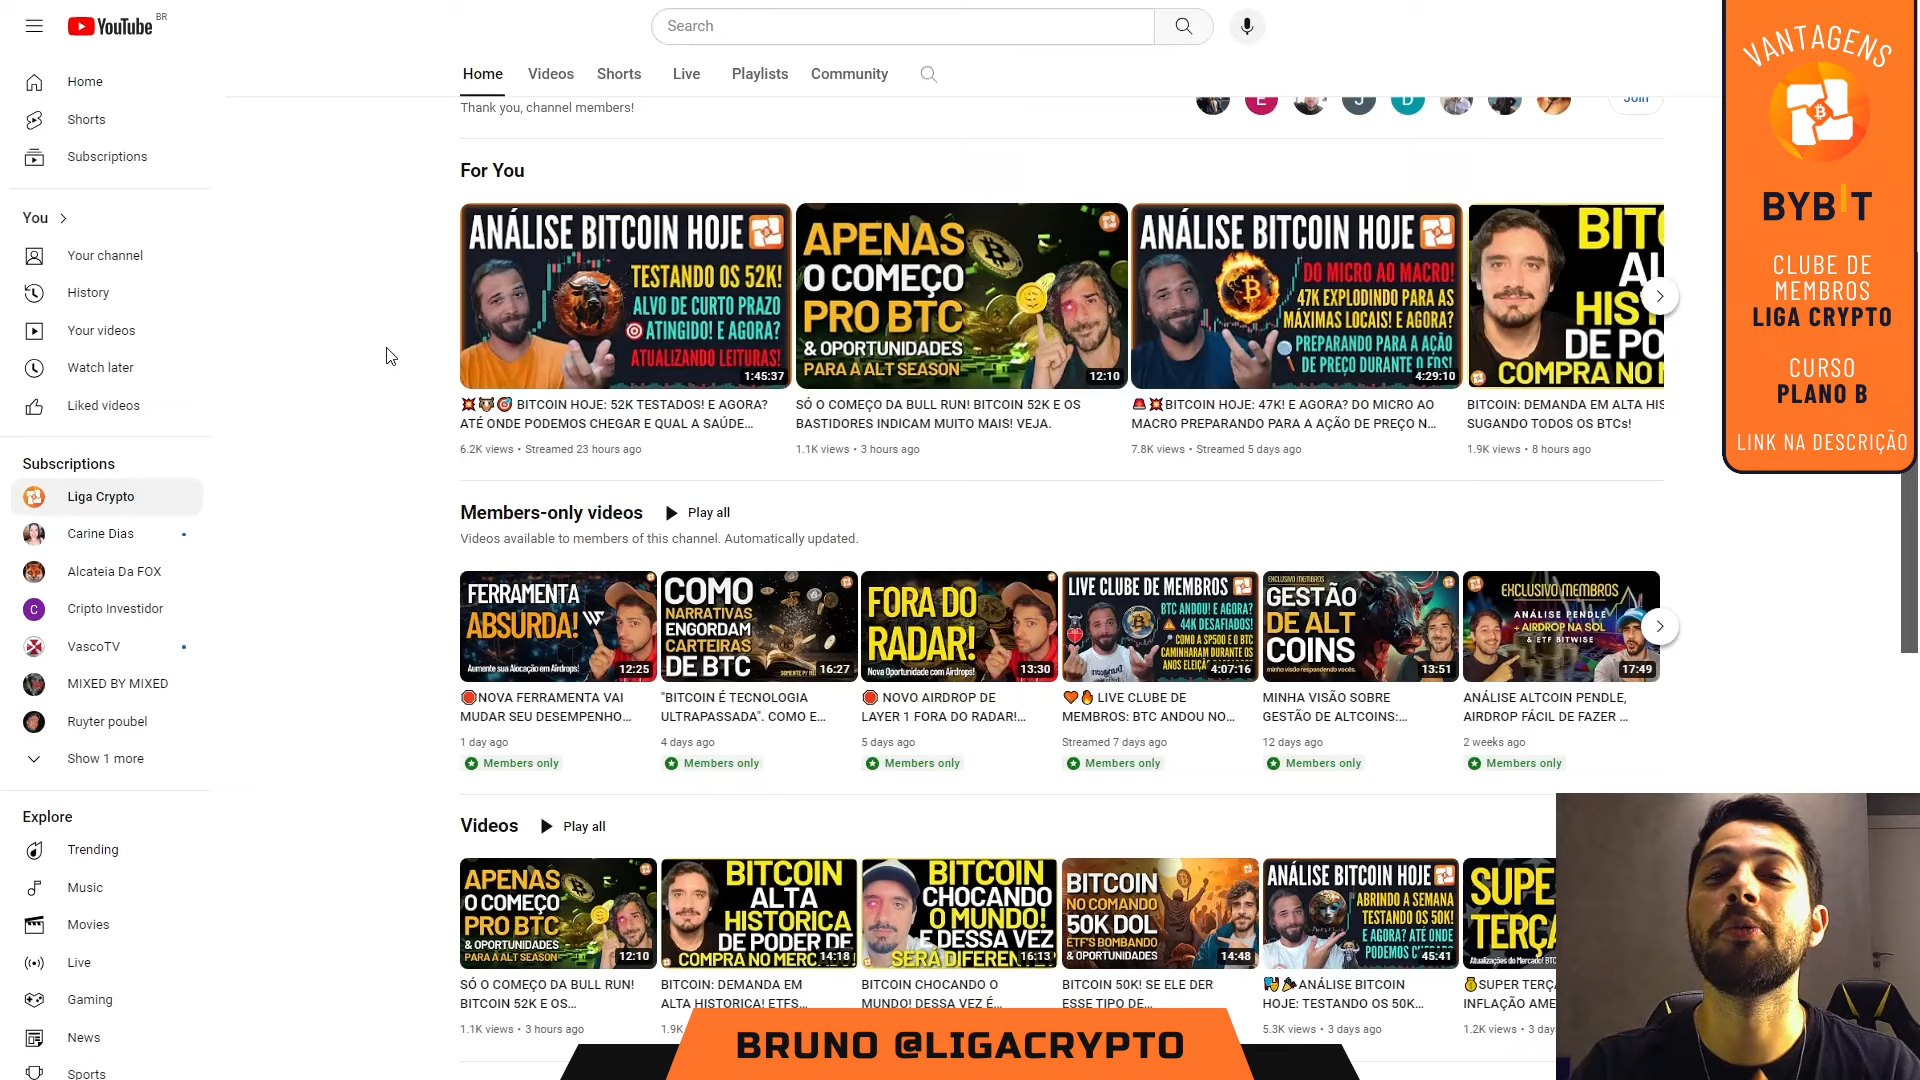 YouTube BR
Search
Home
Shorts
Subscriptions
You
Your channel
History
Your videos
Watch later
Liked videos
Subscriptions
Liga Crypto
Carine Dias
Alcateia Da FOX
C Cripto Investidor
VascoTV
MIXED BY MIXED
Ruyter poubel
Show 1 more
Explore
Trending
Music
Movies
Live
Gaming
News
Sports
Home Videos Shorts Live Playlists Community
Thank you, channel members!
E J D
Join
For You
ANÁLISE BITCOIN HOJE
TESTANDO OS 52K!
ALVO DE CURTO PRAZO
ATINGIDO! E AGORA?
ATUALIZANDO LEITURAS!
1:45:37
BITCOIN HOJE: 52K TESTADOS! E AGORA?
ATÉ ONDE PODEMOS CHEGAR E QUAL A SAÚDE...
6.2K views • Streamed 23 hours ago
APENAS
O COMEÇO
PRO BTC
& OPORTUNIDADES
PARA A ALT SEASON
12:10
SÓ O COMEÇO DA BULL RUN! BITCOIN 52K E OS
BASTIDORES INDICAM MUITO MAIS! VEJA.
1.1K views • 3 hours ago
ANÁLISE BITCOIN HOJE
DO MICRO AO MACRO!
47K EXPLODINDO PARA AS
MÁXIMAS LOCAIS! E AGORA?
PREPARANDO PARA A AÇÃO
DE PREÇO DURANTE O FDS!
4:29:10
BITCOIN HOJE: 47K! E AGORA? DO MICRO AO
MACRO PREPARANDO PARA A AÇÃO DE PREÇO N...
7.8K views • Streamed 5 days ago
BITC
AL
HIS
DE PO
COMPRA NO M
BITCOIN: DEMANDA EM ALTA HIS
SUGANDO TODOS OS BTCs!
1.9K views • 8 hours ago
Members-only videos Play all
Videos available to members of this channel. Automatically updated.
FERRAMENTA
ABSURDA!
Aumente sua Alocação em Airdrops!
12:25
NOVA FERRAMENTA VAI
MUDAR SEU DESEMPENHO...
1 day ago
Members only
COMO
NARRATIVAS
ENGORDAM
CARTEIRAS
DE BTC
16:27
"BITCOIN É TECNOLOGIA
ULTRAPASSADA". COMO E...
4 days ago
Members only
FORA DO
RADAR!
Nova Oportunidade com Airdrops!
13:30
NOVO AIRDROP DE
LAYER 1 FORA DO RADAR!...
5 days ago
Members only
LIVE CLUBE DE MEMBROS
BTC ANDOU! E AGORA?
44K DESAFIADOS!
COMO A SP500 E O BTC
CAMINHARAM DURANTE OS
4:07:16
LIVE CLUBE DE
MEMBROS: BTC ANDOU NO...
Streamed 7 days ago
Members only
EXCLUSIVO MEMBROS
GESTÃO
DE ALT
COINS
minha visão respondendo vocês.
13:51
MINHA VISÃO SOBRE
GESTÃO DE ALTCOINS:...
12 days ago
Members only
EXCLUSIVO MEMBROS
ANÁLISE PENDLE
+ AIRDROP NA SOL
& ETF BITWISE
17:49
ANÁLISE ALTCOIN PENDLE,
AIRDROP FÁCIL DE FAZER ...
2 weeks ago
Members only
Videos Play all
APENAS
O COMEÇO
PRO BTC
& OPORTUNIDADES
PARA A ALT SEASON
12:10
SÓ O COMEÇO DA BULL RUN!
BITCOIN 52K E OS...
1.1K views • 3 hours ago
BITCOIN
ALTA
HISTORICA
DE PODER DE
COMPRA NO MERCADO!
14:18
BITCOIN: DEMANDA EM
ALTA HISTORICA! ETFS...
1.9K
BITCOIN
CHOCANDO
O MUNDO!
E DESSA VEZ
SERÁ DIFERENTE?
16:13
BITCOIN CHOCANDO O
MUNDO! DESSA VEZ É...
BITCOIN
NO COMANDO
50K DOL
ETF'S BOMBANDO
& OPORTUNIDADES
14:48
BITCOIN 50K! SE ELE DER
ESSE TIPO DE...
ANÁLISE BITCOIN HOJE
ABRINDO A SEMANA
TESTANDO OS 50K!
E AGORA? ATÉ ONDE
PODEMOS
45:41
ANÁLISE BITCOIN
HOJE: TESTANDO OS 50K...
5.3K views • 3 days ago
SUPE
TERÇA
Atualizações do Mercado! BTC
SUPER TERÇ
INFLAÇÃO AME
1.2K views • 3 day
VANTAGENS
BYBIT
CLUBE DE
MEMBROS
LIGA CRYPTO
CURSO
PLANO B
LINK NA DESCRIÇÃO
BRUNO @LIGACRYPTO